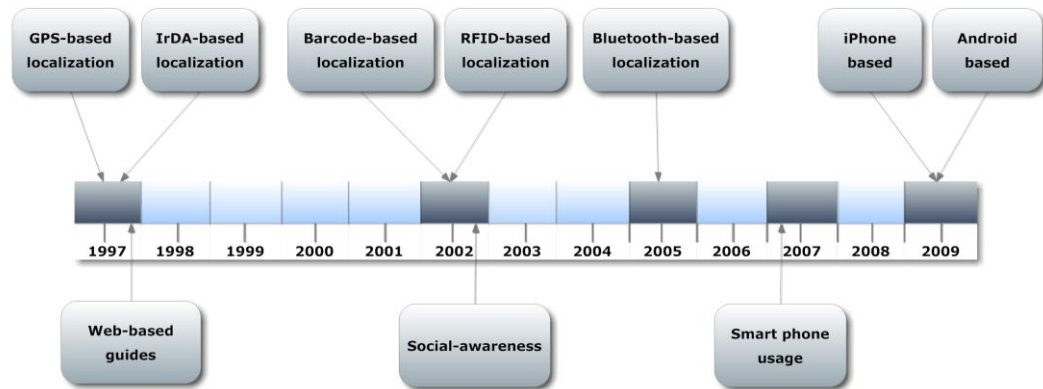 GPS-based
localization
IrDA-based
localization
Barcode-based
localization
RFID-based
localization
Bluetooth-based
localization
iPhone
based
Android
based
1997 1998 1999 2000 2001 2002 2003 2004 2005 2006 2007 2008 2009
Web-based
guides
Social-awareness
Smart phone
usage